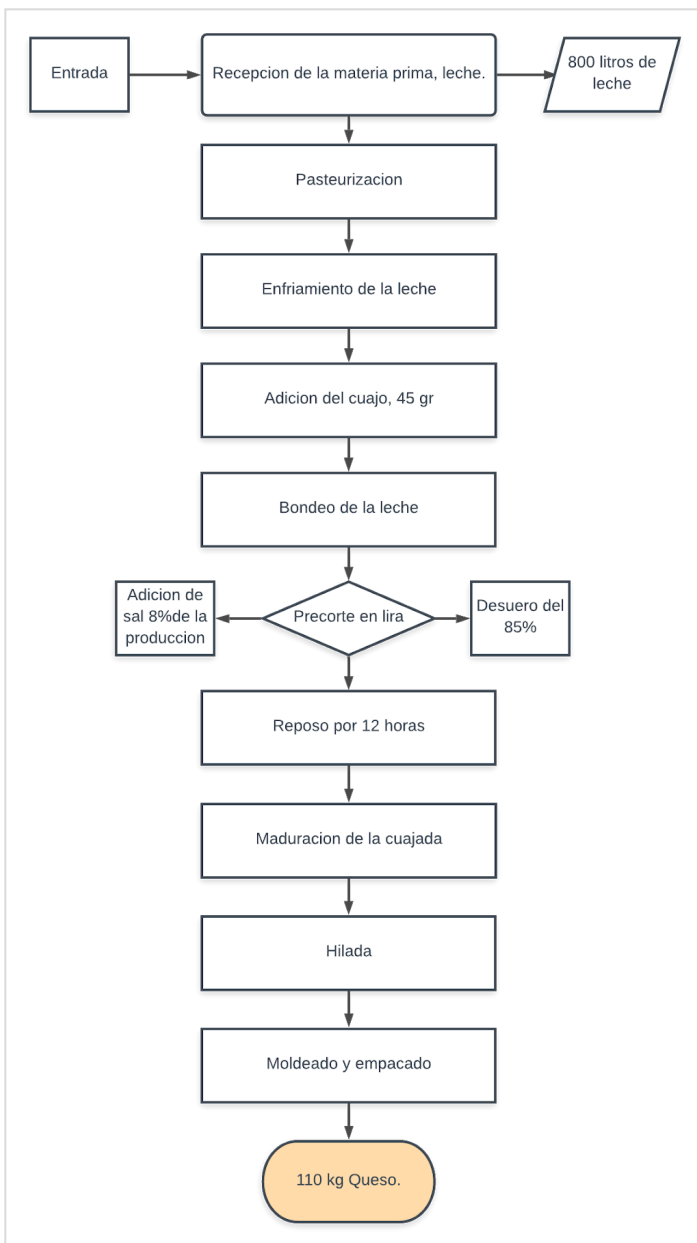 Entrada
Recepcion de la materia prima, leche.
800 litros de
leche
Pasteurizacion
Enfriamiento de la leche
Adicion del cuajo, 45 gr
Bondeo de la leche
Adicion de
sal 8%de la
produccion
Precorte en lira
Desuero del
85%
Reposo por 12 horas
Maduracion de la cuajada
Hilada
Moldeado y empacado
110 kg Queso.